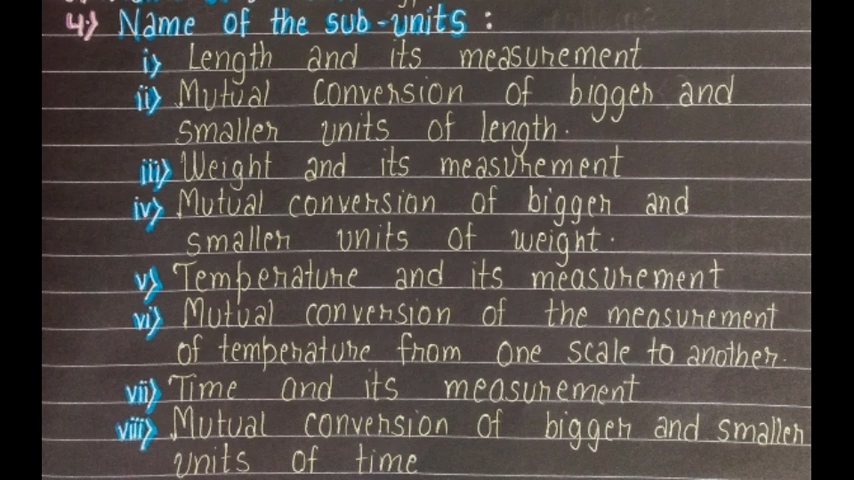 4) Name of the sub-units :
i) Length and its measurement
ii) Mutual conversion of bigger and
smaller units of length.
iii) Weight and its measurement
iv) Mutual conversion of bigger and
smaller units of weight.
v) Temperature and its measurement
vi) Mutual conversion of the measurement
of temperature from one scale to another.
vii) Time and its measurement
viii) Mutual conversion of bigger and smaller
units of time